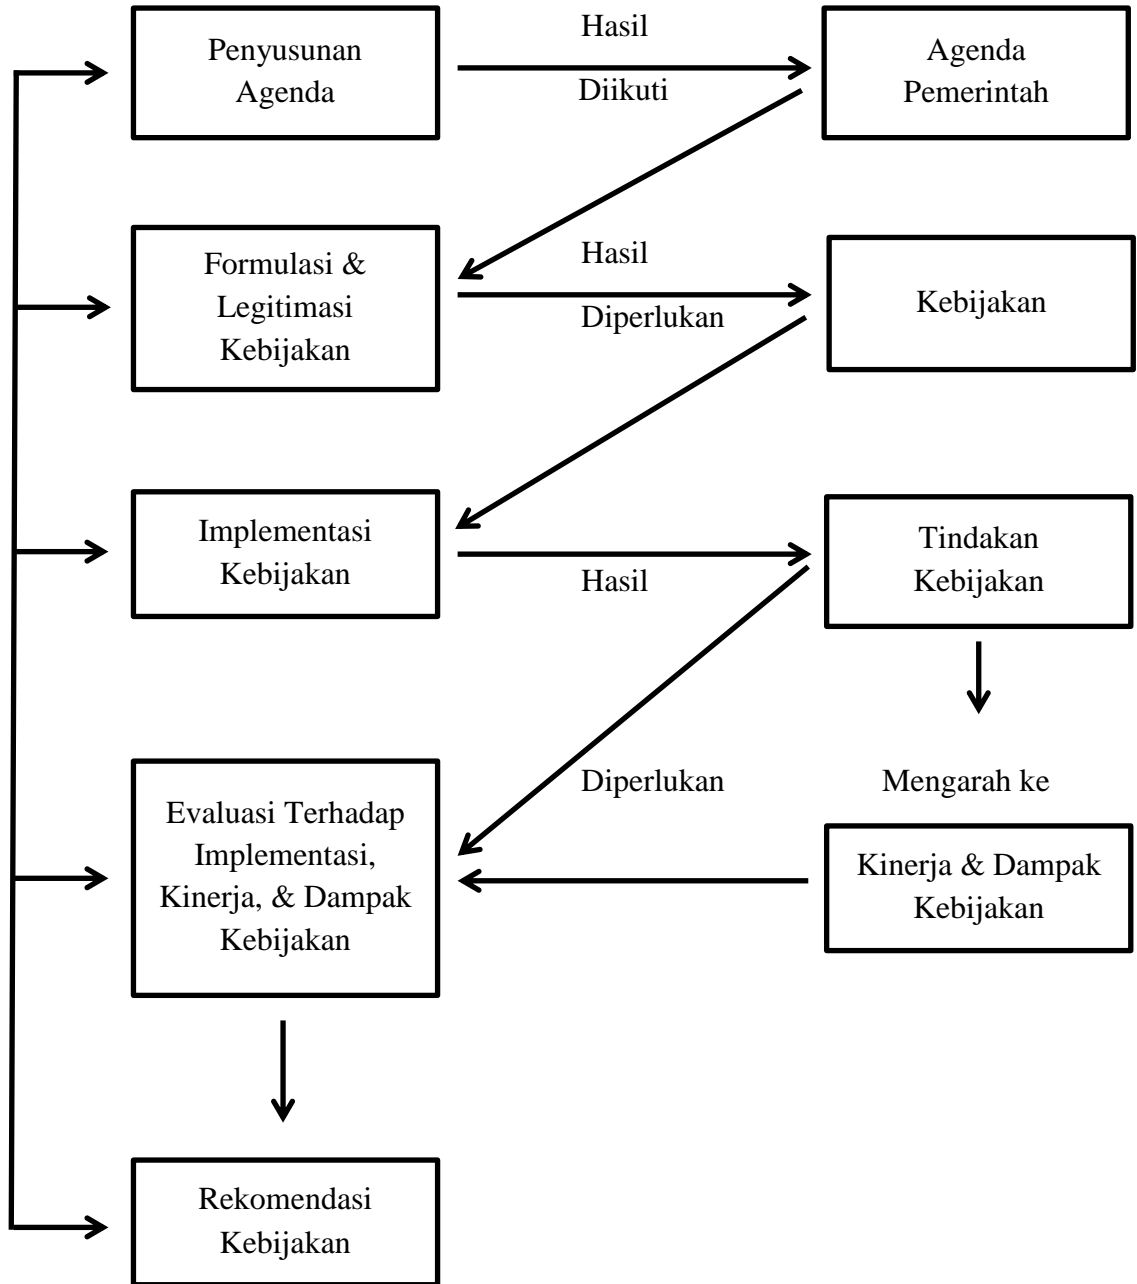 Penyusunan
Agenda
Hasil
Diikuti
Agenda
Pemerintah
Formulasi &
Legitimasi
Kebijakan
Hasil
Diperlukan
Kebijakan
Implementasi
Kebijakan
Hasil
Tindakan
Kebijakan
Diperlukan
Mengarah ke
Evaluasi Terhadap
Implementasi,
Kinerja, & Dampak
Kebijakan
Kinerja & Dampak
Kebijakan
Rekomendasi
Kebijakan